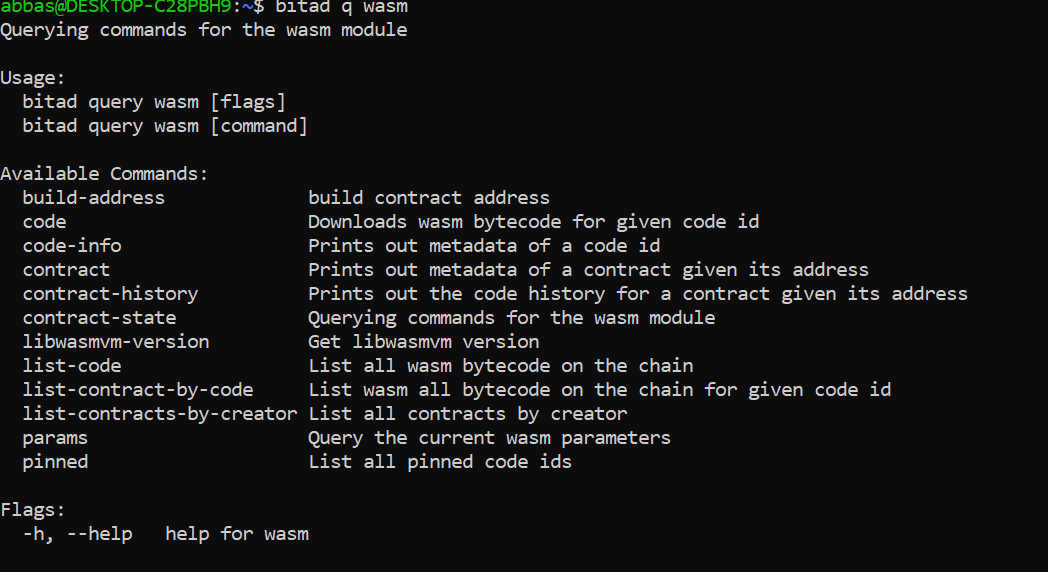 abbas@DESKTOP-C28PBH9:~$ bitad q wasm
Querying commands for the wasm module
Usage:
bitad query wasm [flags]
bitad query wasm [command]
Available Commands:
build-address build contract address
code Downloads wasm bytecode for given code id
code-info Prints out metadata of a code id
contract Prints out metadata of a contract given its address
contract-history Prints out the code history for a contract given its address
contract-state Querying commands for the wasm module
libwasmvm-version Get libwasmvm version
list-code List all wasm bytecode on the chain
list-contract-by-code List wasm all bytecode on the chain for given code id
list-contracts-by-creator List all contracts by creator
params Query the current wasm parameters
pinned List all pinned code ids
Flags:
-h, --help help for wasm